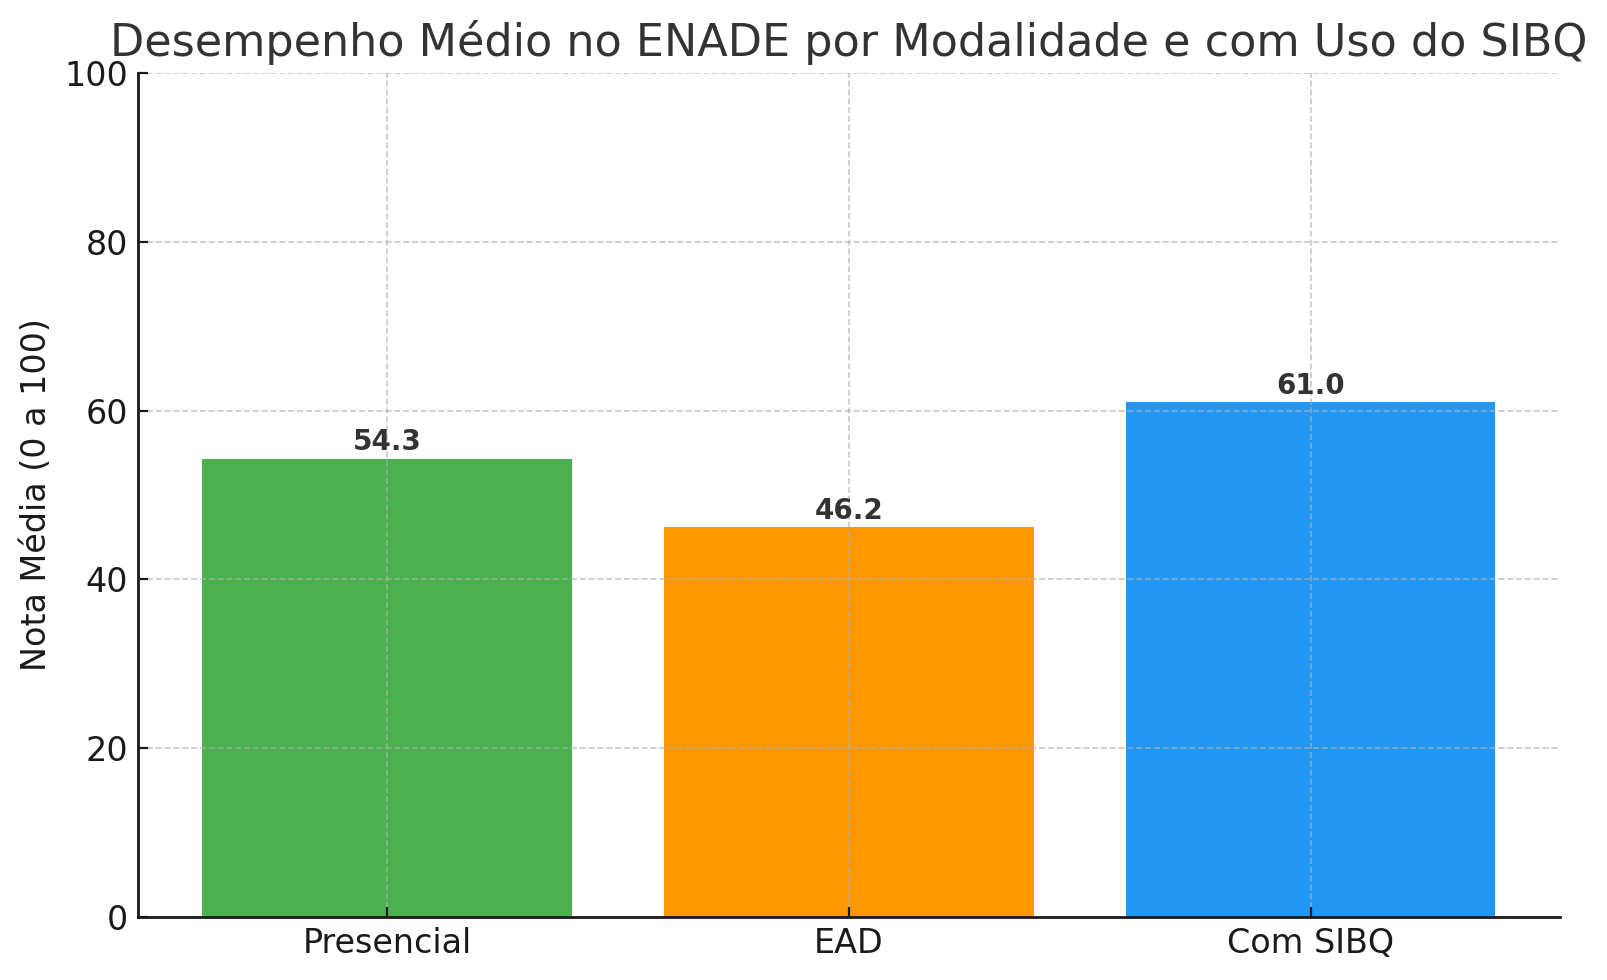 Desempenho Médio no ENADE por Modalidade e com Uso do SIBQ
Nota Média (0 a 100)
100
80
60
40
20
0
54.3
46.2
61.0
Presencial
EAD
Com SIBQ